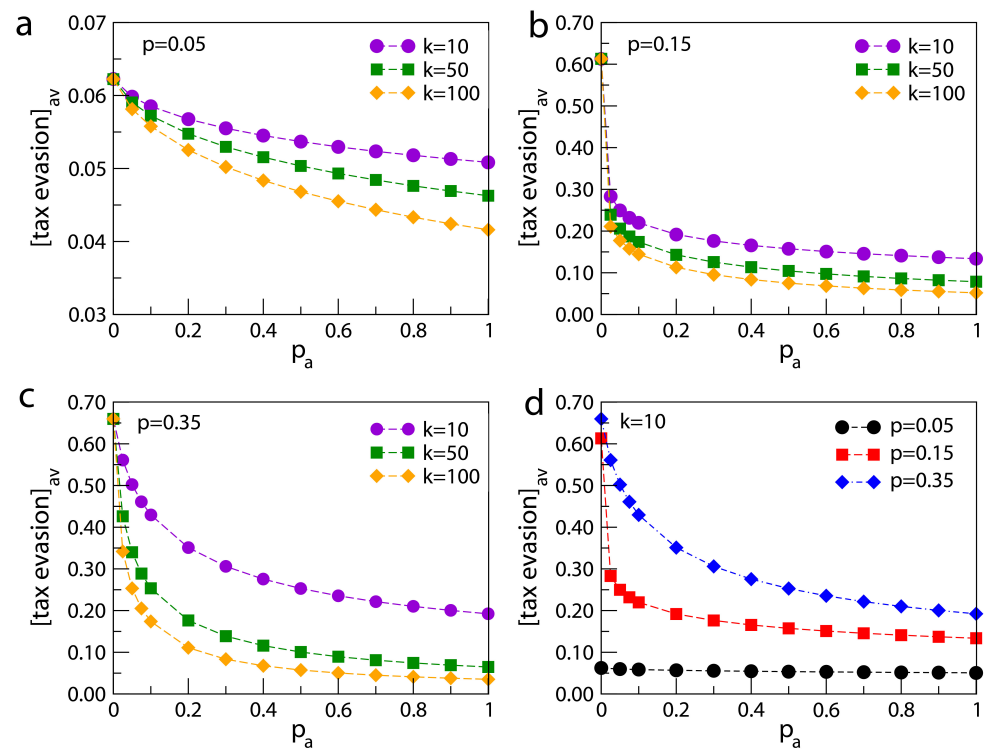 a
p=0.05
k=10
k=50
k=100
[tax evasion]av
0.07
0.06
0.05
0.04
0.03
0 0.2 0.4 0.6 0.8 1
pa
b
p=0.15
k=10
k=50
k=100
[tax evasion]av
0.70
0.60
0.50
0.40
0.30
0.20
0.10
0.00
0 0.2 0.4 0.6 0.8 1
pa
c
p=0.35
k=10
k=50
k=100
[tax evasion]av
0.70
0.60
0.50
0.40
0.30
0.20
0.10
0.00
0 0.2 0.4 0.6 0.8 1
pa
d
k=10
p=0.05
p=0.15
p=0.35
[tax evasion]av
0.70
0.60
0.50
0.40
0.30
0.20
0.10
0.00
0 0.2 0.4 0.6 0.8 1
pa